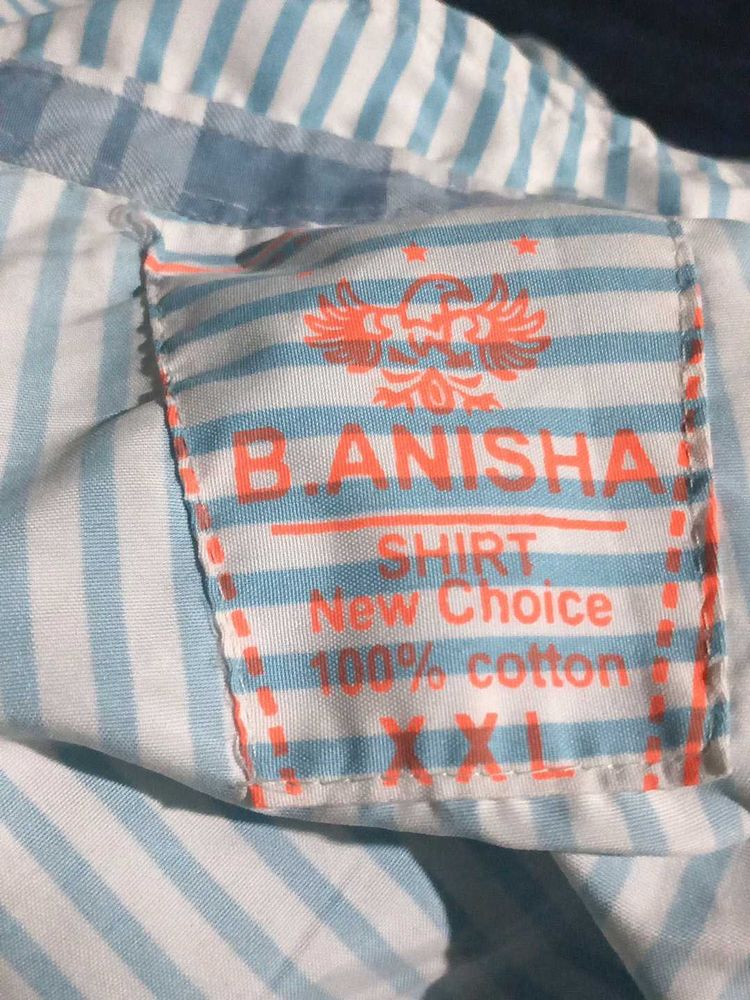 B.ANISHA
SHIRT
New Choice
100% cotton
XXL